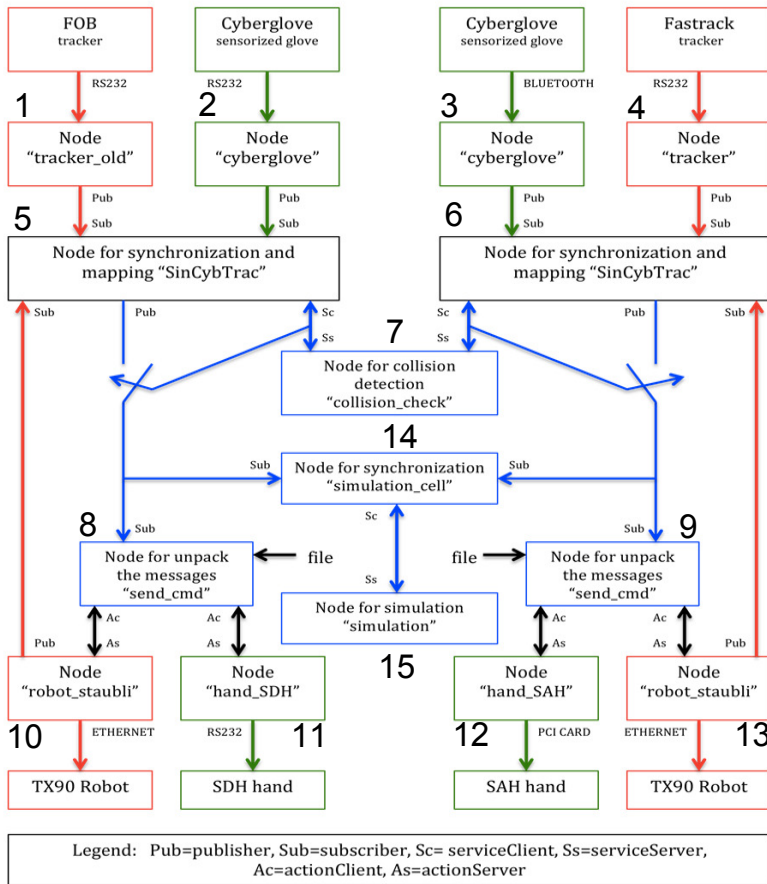 FOB
tracker
Cyberglove
sensorized glove
Cyberglove
sensorized glove
Fastrack
tracker
RS232
RS232
BLUETOOTH
RS232
1
2
3
4
Node
“tracker_old”
Node
“cyberglove”
Node
“cyberglove”
Node
“tracker”
Pub
Pub
Pub
Pub
5
Sub
Sub
6
Sub
Sub
Node for synchronization and
mapping “SinCybTrac”
Node for synchronization and
mapping “SinCybTrac”
Sub
Pub
Sc
7
Sc
Pub
Sub
Ss
Ss
Node for collision
detection
“collision_check”
14
Sub
Node for synchronization
“simulation_cell”
Sub
Sc
8
Sub
Sub
9
Node for unpack
the messages
“send_cmd”
file
file
Node for unpack
the messages
“send_cmd”
Ss
Node for simulation
“simulation”
Ac
Ac
Ac
Ac
Pub
As
As
As
As
Pub
15
Node
“robot_staubli”
Node
“hand_SDH”
Node
“hand_SAH”
Node
“robot_staubli”
10
ETHERNET
RS232
11
12
PCI CARD
ETHERNET
13
TX90 Robot
SDH hand
SAH hand
TX90 Robot
Legend: Pub=publisher, Sub=subscriber, Sc= serviceClient, Ss=serviceServer,
Ac=actionClient, As=actionServer